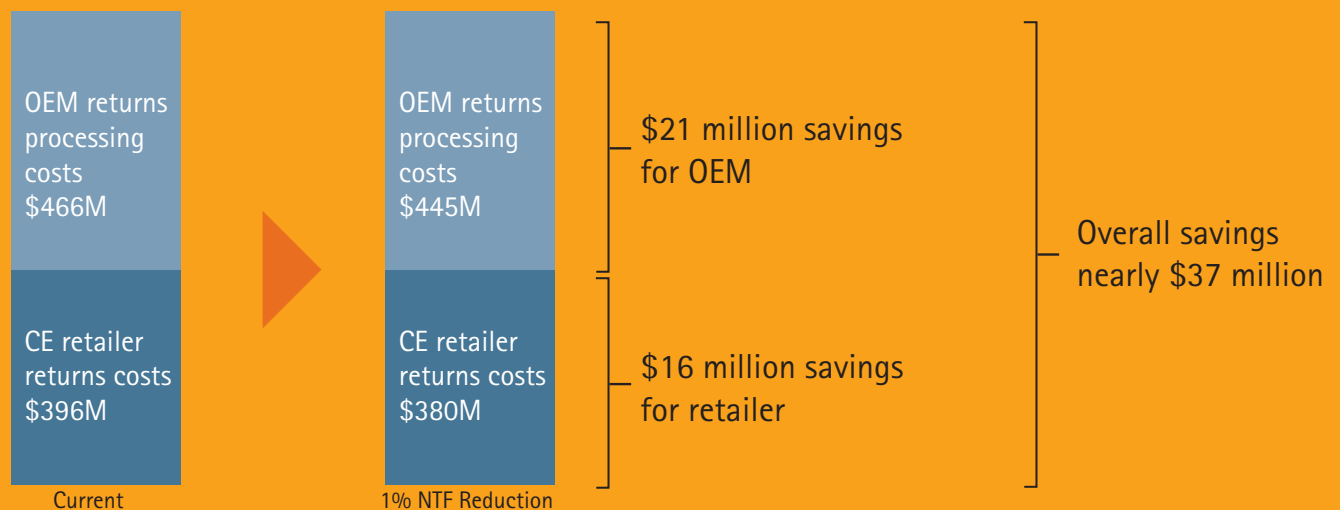 OEM returns
processing
costs
$466M
CE retailer
returns costs
$396M
Current
OEM returns
processing
costs
$445M
CE retailer
returns costs
$380M
1% NTF Reduction
$21 million savings
for OEM
$16 million savings
for retailer
Overall savings
nearly $37 million